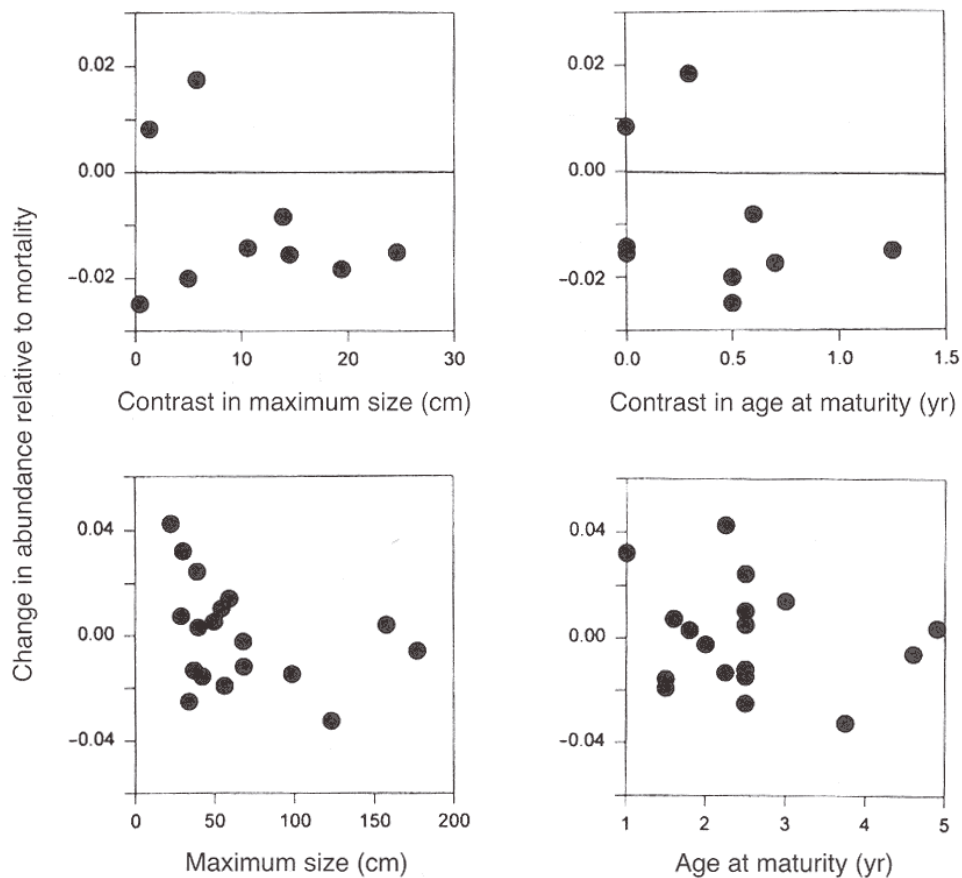 Change in abundance relative to mortality
0.02
0.00
−0.02
0 10 20 30
Contrast in maximum size (cm)
0.02
0.00
−0.02
0.0 0.5 1.0 1.5
Contrast in age at maturity (yr)
0.04
0.00
−0.04
0 50 100 150 200
Maximum size (cm)
0.04
0.00
−0.04
1 2 3 4 5
Age at maturity (yr)